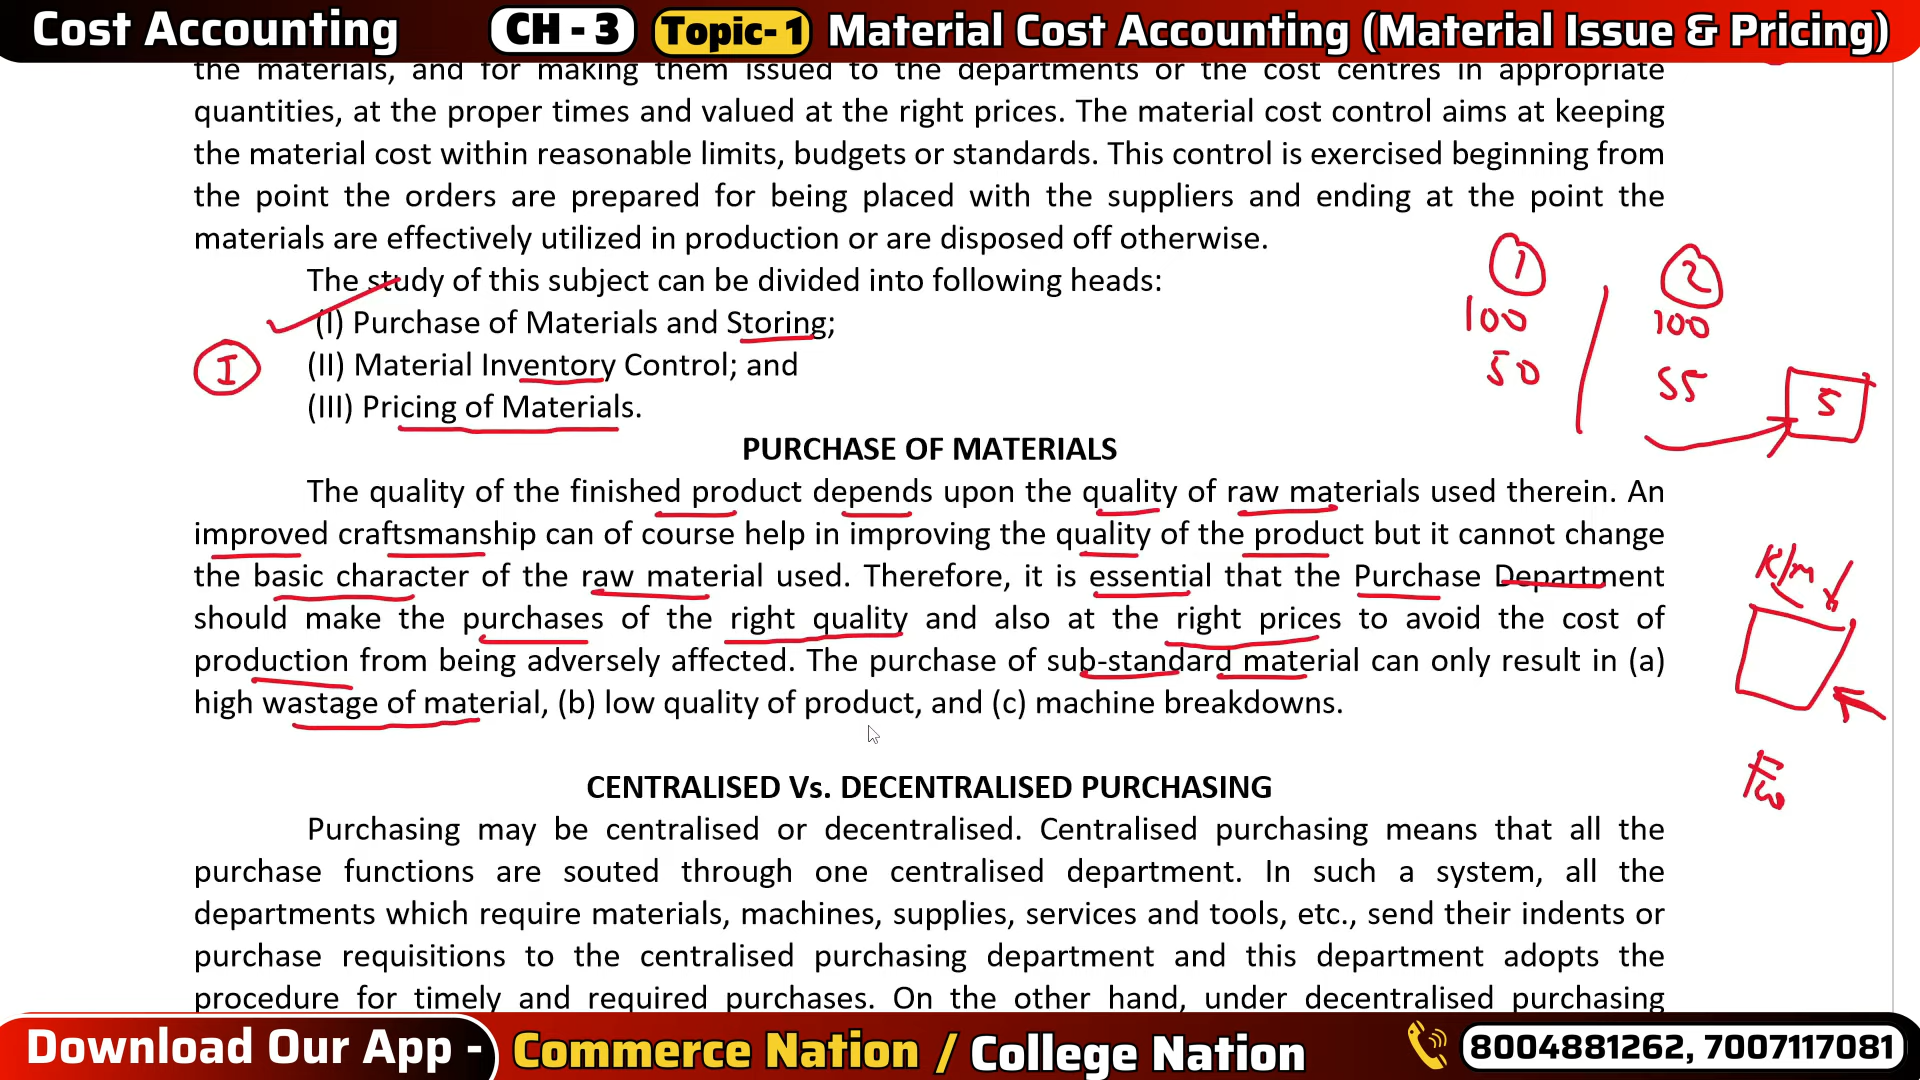 Cost Accounting CH - 3 Topic- 1 Material Cost Accounting (Material Issue & Pricing)
the materials, and for making them issued to the departments or the cost centres in appropriate
quantities, at the proper times and valued at the right prices. The material cost control aims at keeping
the material cost within reasonable limits, budgets or standards. This control is exercised beginning from
the point the orders are prepared for being placed with the suppliers and ending at the point the
materials are effectively utilized in production or are disposed off otherwise.
The study of this subject can be divided into following heads:
(I) Purchase of Materials and Storing;
(II) Material Inventory Control; and
(III) Pricing of Materials.
I
1 2
100 100
50 55
5
PURCHASE OF MATERIALS
The quality of the finished product depends upon the quality of raw materials used therein. An
improved craftsmanship can of course help in improving the quality of the product but it cannot change
the basic character of the raw material used. Therefore, it is essential that the Purchase Department
should make the purchases of the right quality and also at the right prices to avoid the cost of
production from being adversely affected. The purchase of sub-standard material can only result in (a)
high wastage of material, (b) low quality of product, and (c) machine breakdowns.
R/m
CENTRALISED Vs. DECENTRALISED PURCHASING
Purchasing may be centralised or decentralised. Centralised purchasing means that all the
purchase functions are souted through one centralised department. In such a system, all the
departments which require materials, machines, supplies, services and tools, etc., send their indents or
purchase requisitions to the centralised purchasing department and this department adopts the
procedure for timely and required purchases. On the other hand, under decentralised purchasing
Download Our App - Commerce Nation / College Nation 8004881262, 7007117081